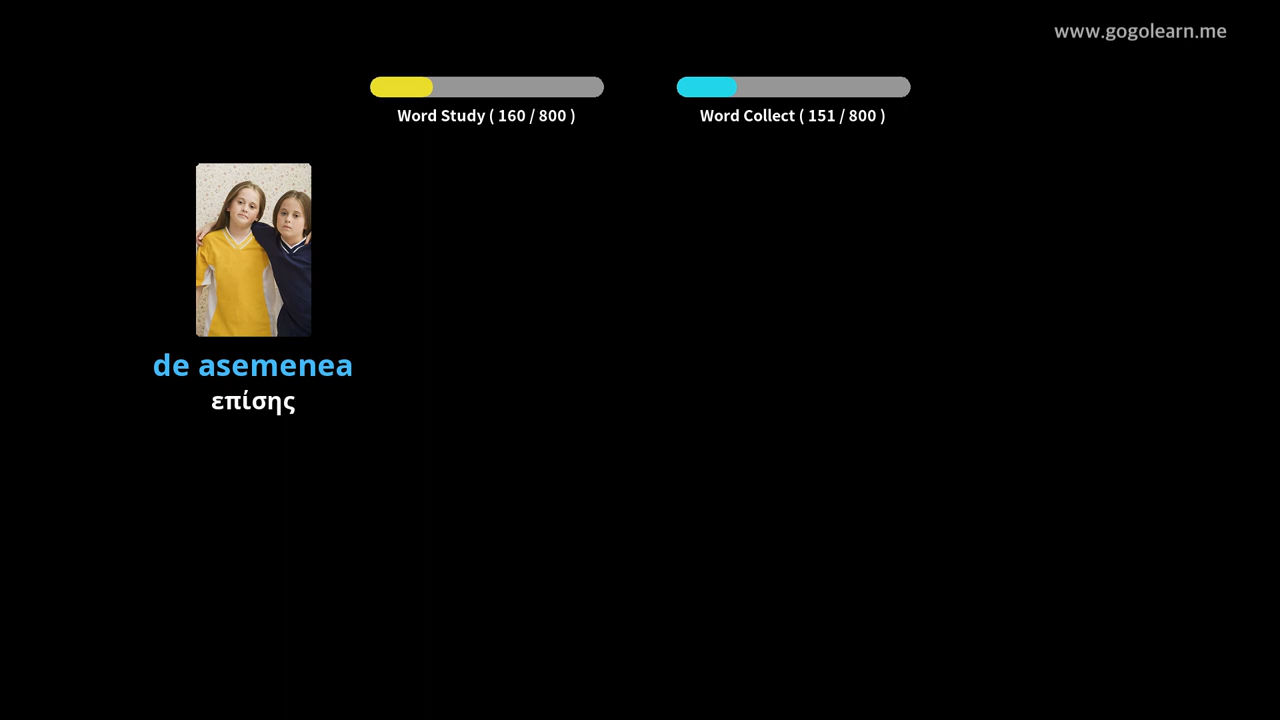 www.gogolearn.me
Word Study ( 160 / 800 )
Word Collect ( 151 / 800 )
de asemenea
επίσης